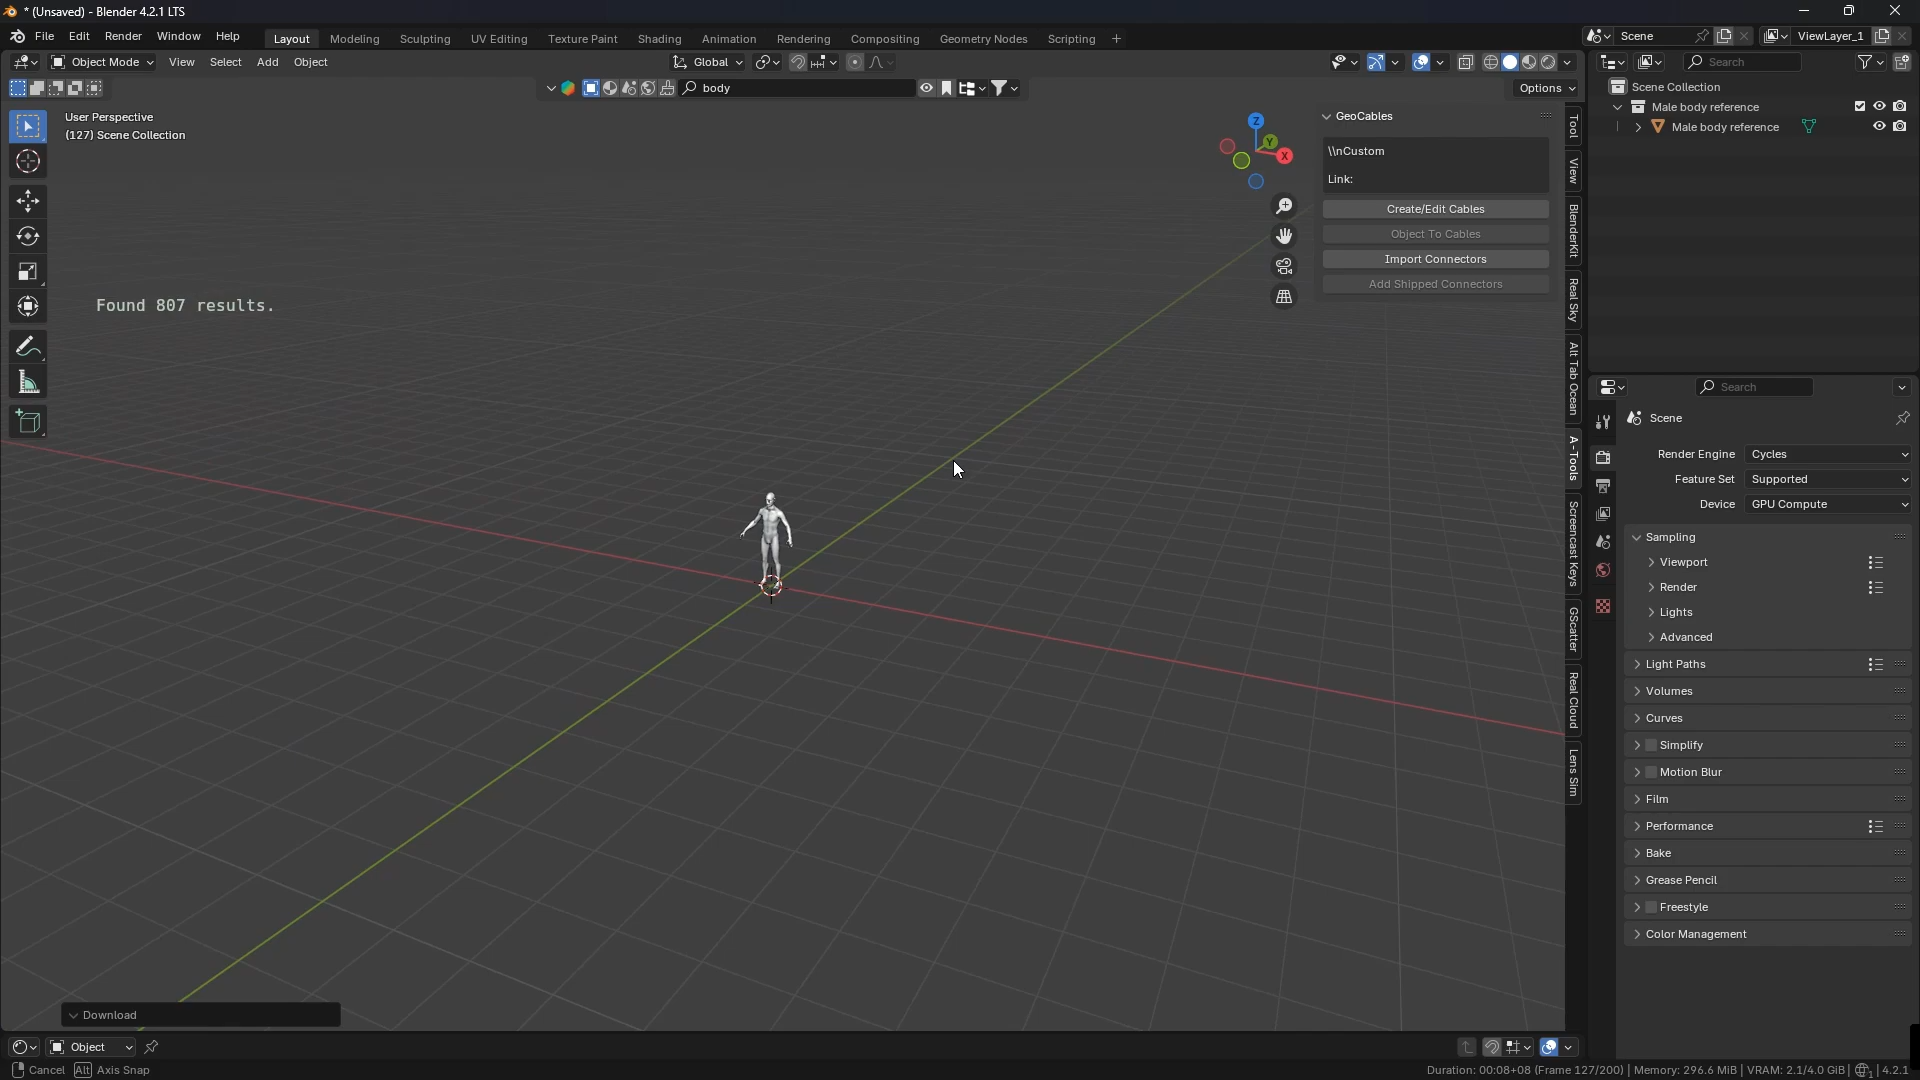 * (Unsaved) - Blender 4.2.1 LTS
File Edit Render Window Help Layout Modeling Sculpting UV Editing Texture Paint Shading Animation Rendering Compositing Geometry Nodes Scripting + Scene ViewLayer_1
Object Mode View Select Add Object Global Search
body Options
User Perspective
(127) Scene Collection
Found 807 results.
Z
Y
X
GeoCables
\\nCustom
Link:
Create/Edit Cables
Object To Cables
Import Connectors
Add Shipped Connectors
Tool
View
BlenderKit
Real Sky
Alt Tab Ocean
A-Tools
Screencast Keys
GScatter
Real Cloud
Lens Sim
Scene Collection
Male body reference
Male body reference
Search
Scene
Render Engine Cycles
Feature Set Supported
Device GPU Compute
Sampling
Viewport
Render
Lights
Advanced
Light Paths
Volumes
Curves
Simplify
Motion Blur
Film
Performance
Bake
Grease Pencil
Freestyle
Color Management
Download
Object
Cancel Alt Axis Snap Duration: 00:08+08 (Frame 127/200) | Memory: 296.6 MiB | VRAM: 2.1/4.0 GiB | 1 | 4.2.1